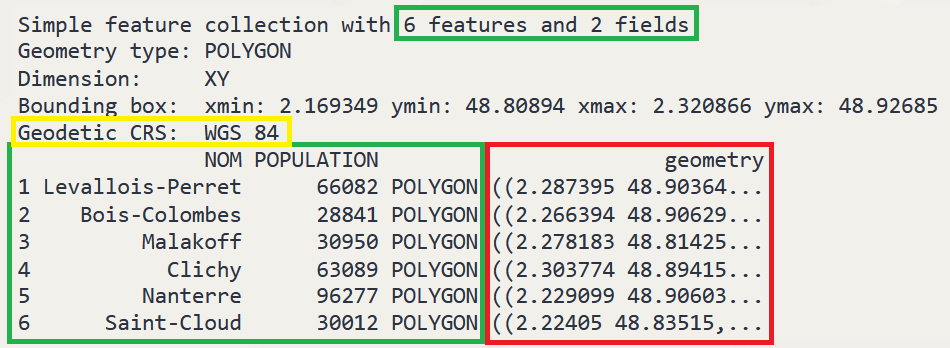 Simple feature collection with 6 features and 2 fields
Geometry type: POLYGON
Dimension:     XY
Bounding box:  xmin: 2.169349 ymin: 48.80894 xmax: 2.320866 ymax: 48.92685
Geodetic CRS:  WGS 84
               NOM POPULATION                       geometry
1 Levallois-Perret      66082 POLYGON ((2.287395 48.90364...
2    Bois-Colombes      28841 POLYGON ((2.266394 48.90629...
3         Malakoff      30950 POLYGON ((2.278183 48.81425...
4           Clichy      63089 POLYGON ((2.303774 48.89415...
5         Nanterre      96277 POLYGON ((2.229099 48.90603...
6      Saint-Cloud      30012 POLYGON ((2.22405 48.83515,...